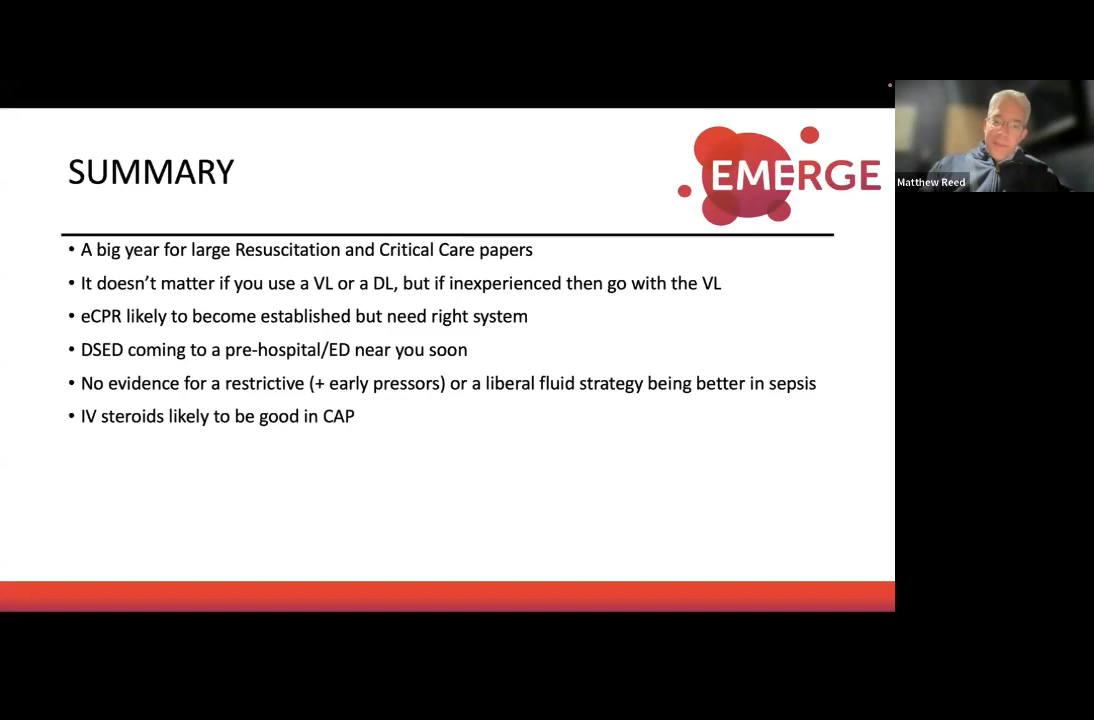 SUMMARY
EMERGE
Matthew Reed
• A big year for large Resuscitation and Critical Care papers
• It doesn’t matter if you use a VL or a DL, but if inexperienced then go with the VL
• eCPR likely to become established but need right system
• DSED coming to a pre-hospital/ED near you soon
• No evidence for a restrictive (+ early pressors) or a liberal fluid strategy being better in sepsis
• IV steroids likely to be good in CAP